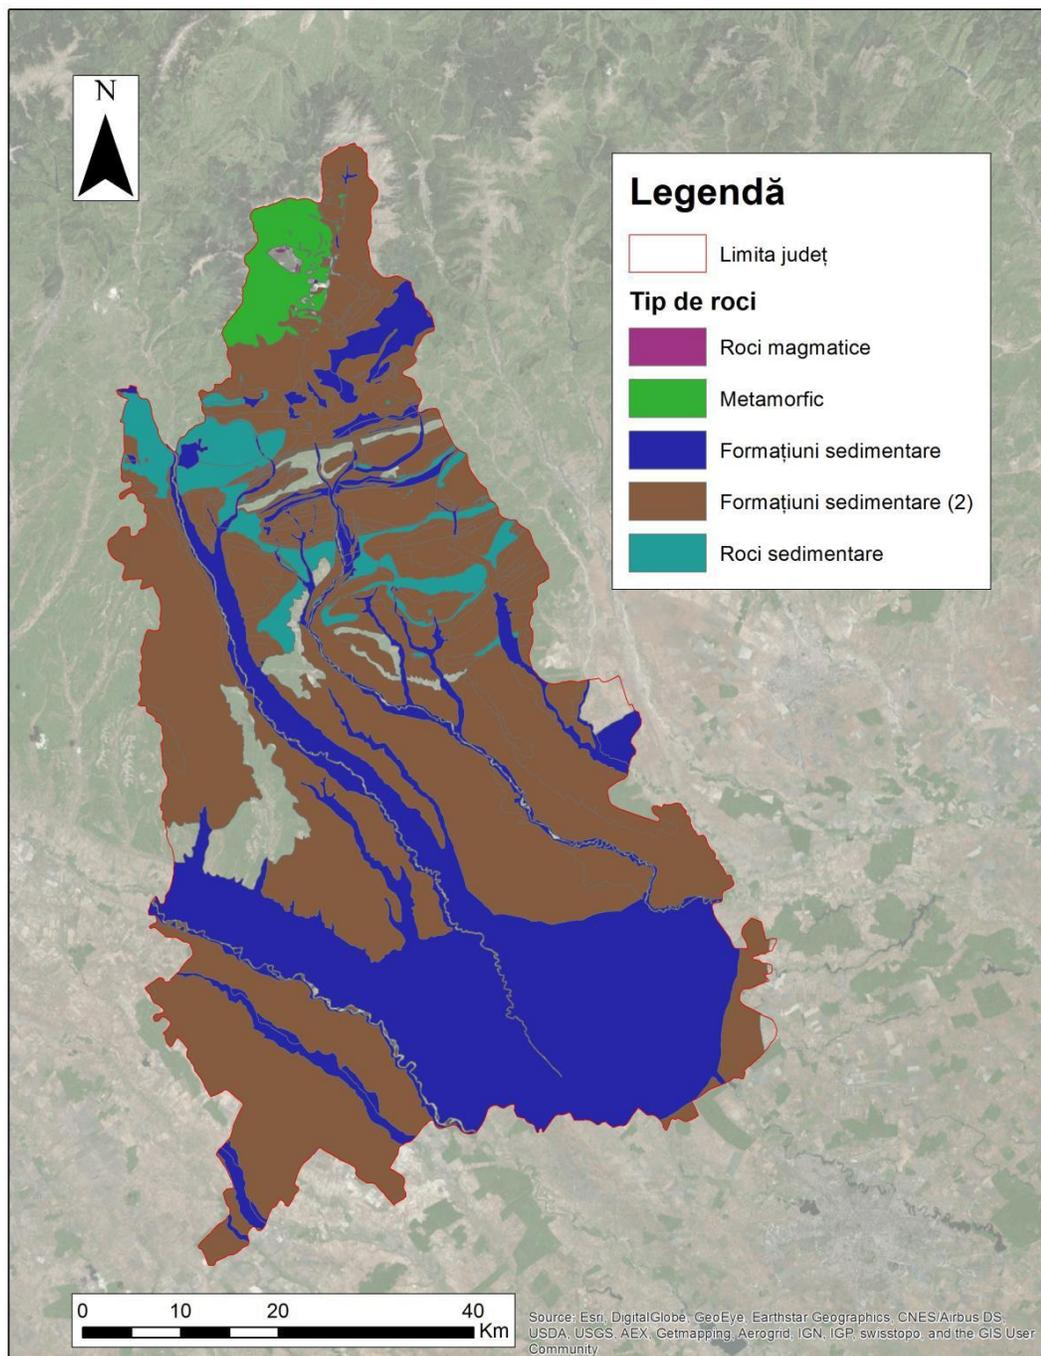 N
Legendă
Limita județ
Tip de roci
Roci magmatice
Metamorfic
Formațiuni sedimentare
Formațiuni sedimentare (2)
Roci sedimentare
0 10 20 40
Km
Source: Esri, DigitalGlobe, GeoEye, Earthstar Geographics, CNES/Airbus DS,
USDA, USGS, AEX, Getmapping, Aerogrid, IGN, IGP, swisstopo, and the GIS User
Community